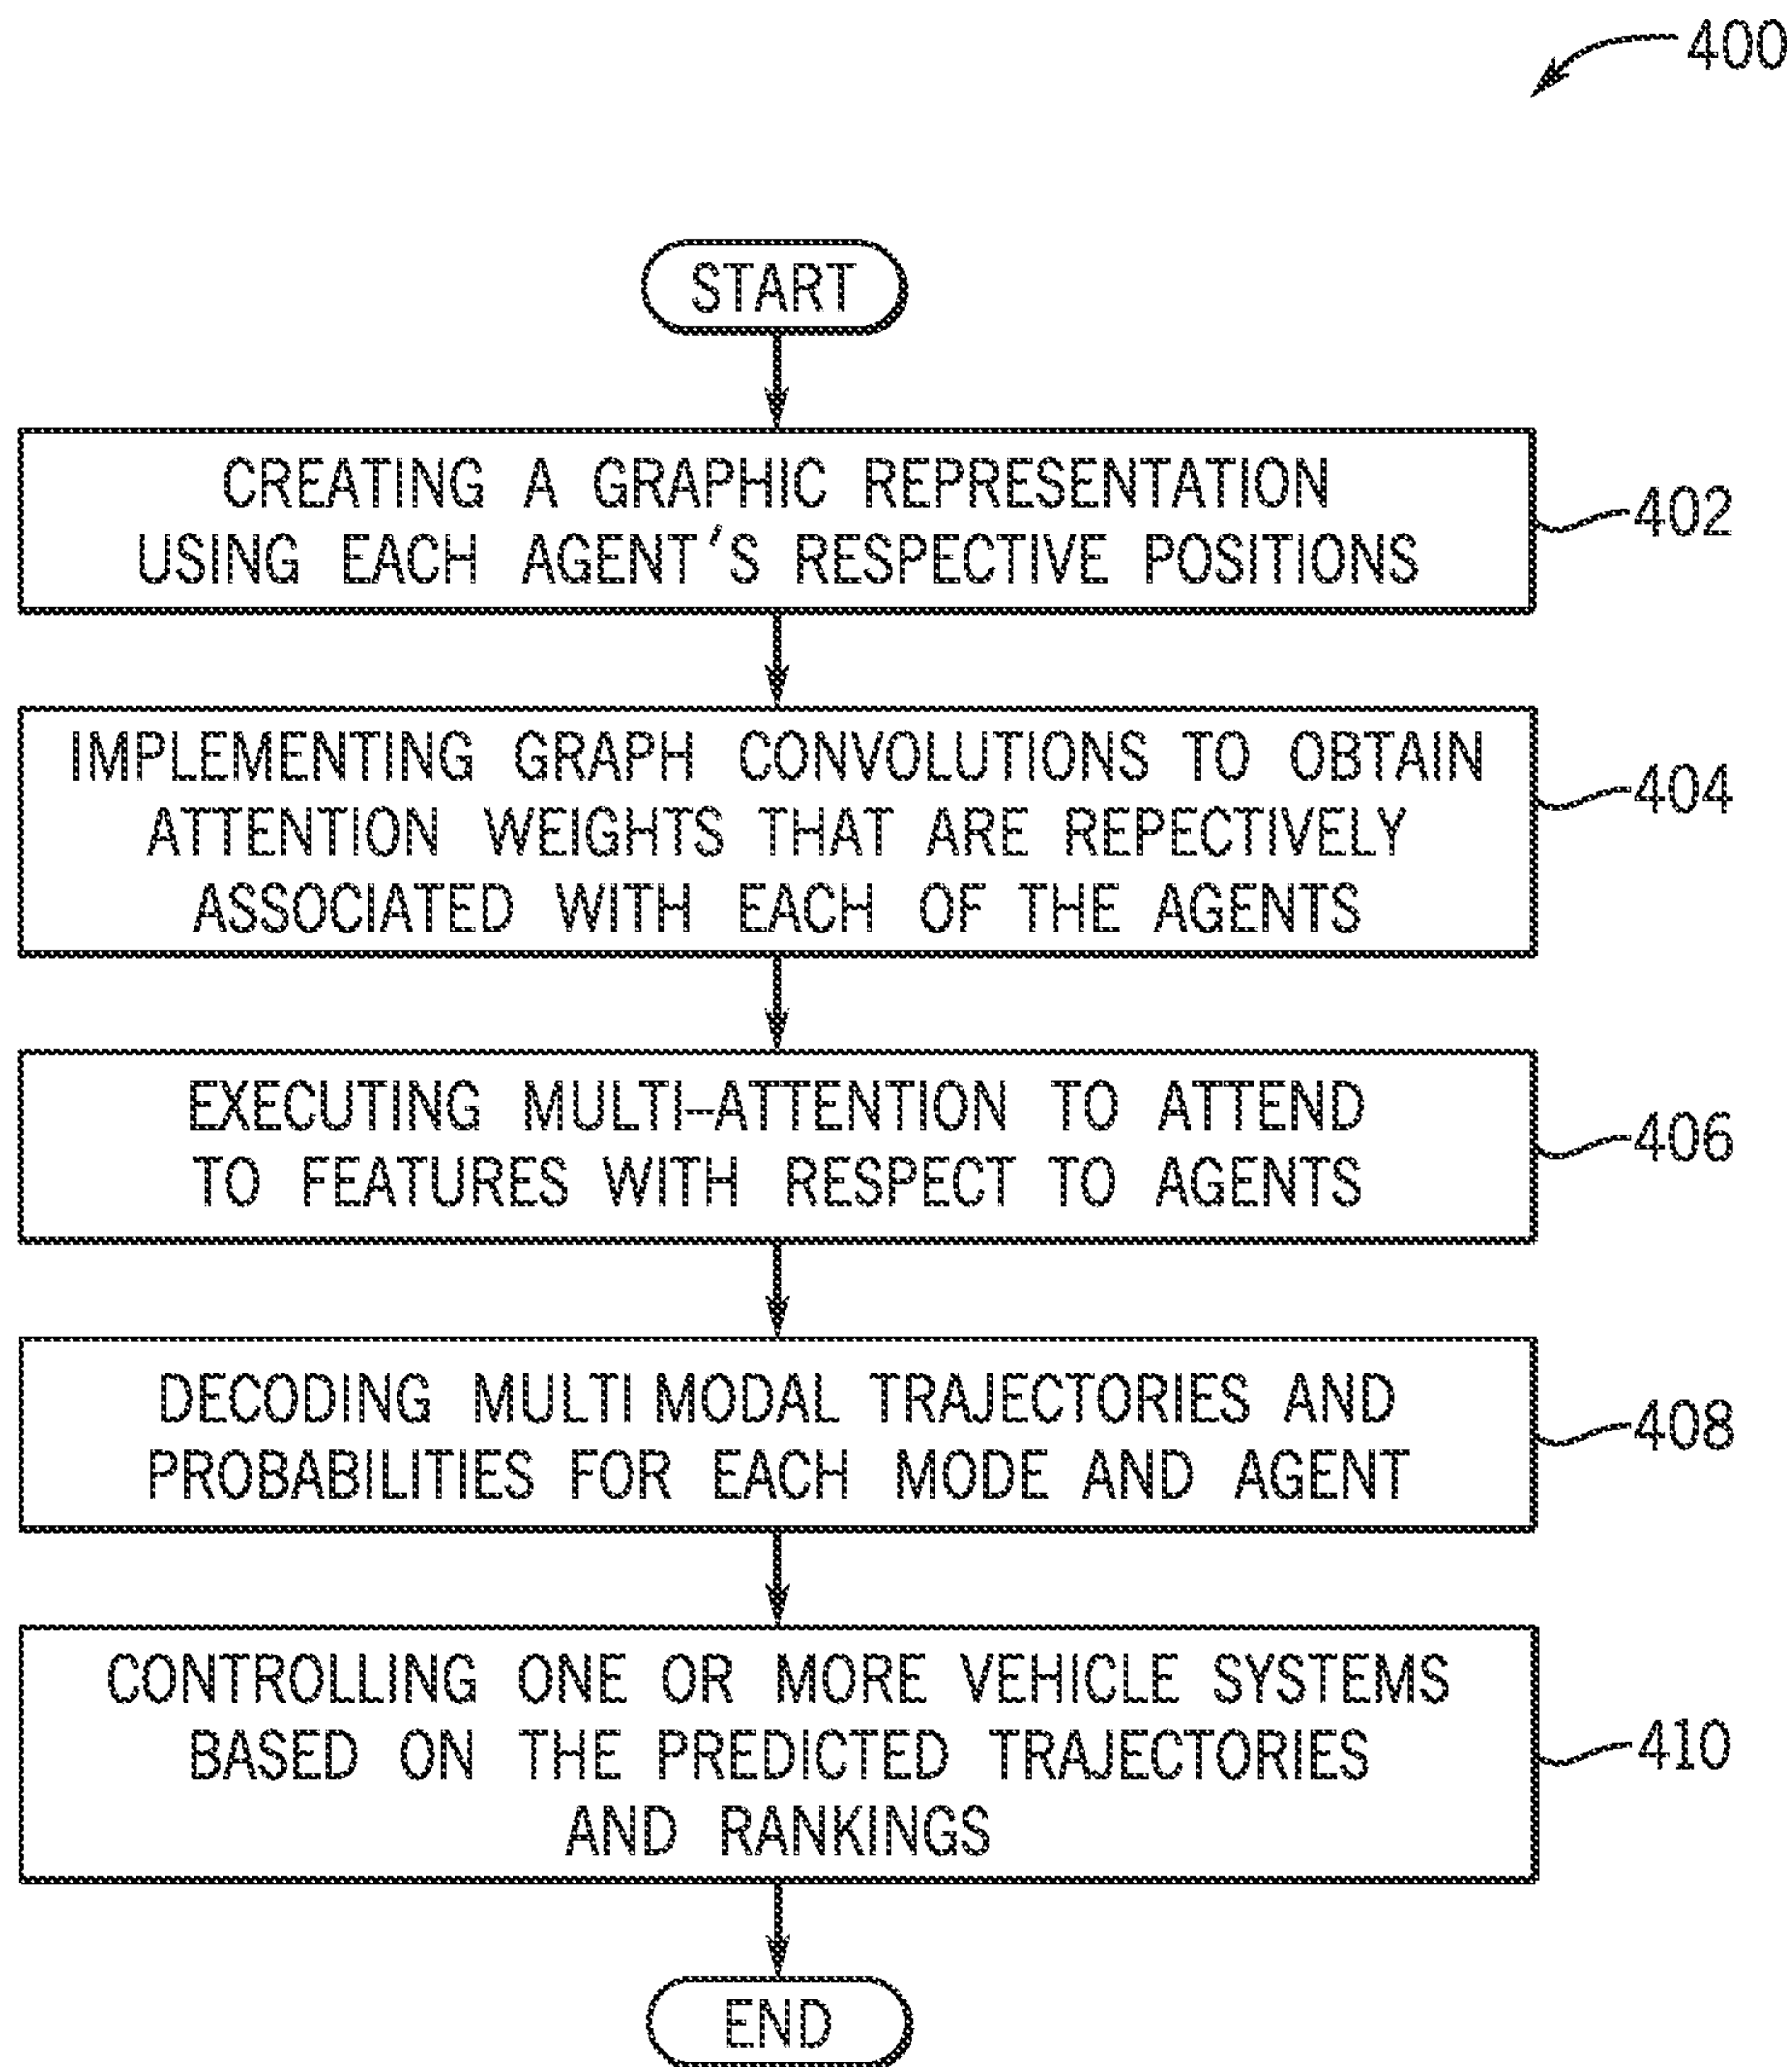 400
START
CREATING A GRAPHIC REPRESENTATION
USING EACH AGENT'S RESPECTIVE POSITIONS
402
IMPLEMENTING GRAPH CONVOLUTIONS TO OBTAIN
ATTENTION WEIGHTS THAT ARE REPECTIVELY
ASSOCIATED WITH EACH OF THE AGENTS
404
EXECUTING MULTI-ATTENTION TO ATTEND
TO FEATURES WITH RESPECT TO AGENTS
406
DECODING MULTI MODAL TRAJECTORIES AND
PROBABILITIES FOR EACH MODE AND AGENT
408
CONTROLLING ONE OR MORE VEHICLE SYSTEMS
BASED ON THE PREDICTED TRAJECTORIES
AND RANKINGS
410
END